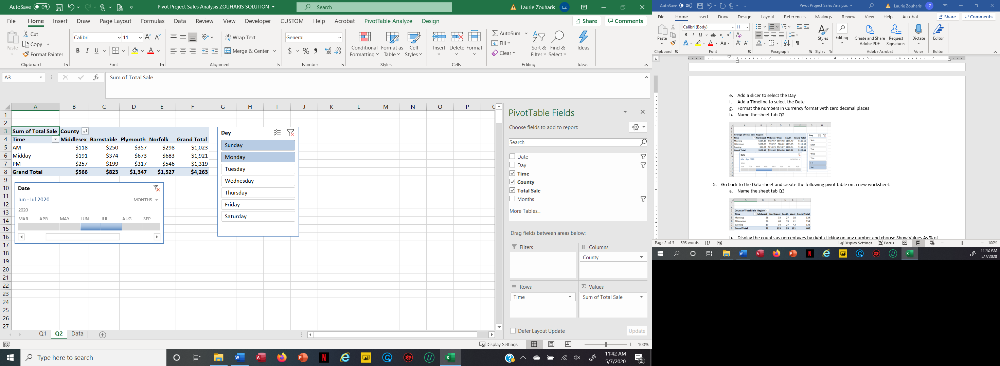 AutoSave Off Pivot Project Sales Analysis ZOUHARIS SOLUTION Search Laurie Zouharis LZ
File Home Insert Draw Page Layout Formulas Data Review View Developer CUSTOM Help Acrobat PivotTable Analyze Design Share Comments
Paste Cut Copy Format Painter Clipboard
Calibri 11 B I U Font
ab Wrap Text Merge & Center Alignment
General $ % Number
Conditional Formatting Format as Table Cell Styles Styles
Insert Delete Format Cells
AutoSum Fill Clear Sort & Filter Find & Select Editing
Ideas Ideas
A3 fx Sum of Total Sale
A B C D E F G H I J K L M N O P
1
2
3 Sum of Total Sale County
4 Time Middlesex Barnstable Plymouth Norfolk Grand Total
5 AM $118 $250 $357 $298 $1,023
6 Midday $191 $374 $673 $683 $1,921
7 PM $257 $199 $317 $546 $1,319
8 Grand Total $566 $823 $1,347 $1,527 $4,263
9
10
11
12
13
14
15
16
17
18
19
20
21
22
23
24
25
26
27
Date
Jun - Jul 2020 MONTHS
2020
MAR APR MAY JUN JUL AUG SEP
Day
Sunday
Monday
Tuesday
Wednesday
Thursday
Friday
Saturday
PivotTable Fields
Choose fields to add to report:
Search
Date
Day
Time
County
Total Sale
Months
More Tables...
Drag fields between areas below:
Filters Columns
County
Rows Values
Time Sum of Total Sale
Defer Layout Update Update
Q1 Q2 Data
Display Settings 100%
Type here to search 11:42 AM
5/7/2020 2
AutoSave Off Pivot Project Sales Analysis Laurie Zouharis LZ
File Home Insert Draw Design Layout References Mailings Review View Help Acrobat Share Comments
Paste Clipboard
Calibri (Body) 11 B I U ab Aa Font
Paragraph
Styles Styles
Editing
Create and Share Adobe PDF Request Signatures Adobe Acrobat
Dictate Voice
Editor Editor
e. Add a slicer to select the Day
f. Add a Timeline to select the Date
g. Format the numbers in Currency format with zero decimal places
h. Name the sheet tab Q2
Average of Total Sale Region
Time Northeast Midwest West South Grand Total
Morning $113.10 $167.57 $119.90 $161.47 $135.61
Afternoon $101.05 $93.57 $86.22 $143.65 $111.34
Evening $94.31 $218.29 $149.87 $148.04 $139.91
Grand Total $105.13 $131.62 $134.26 $147.72 $127.45
Day
Sun
Mon
Tue
Wed
Thu
Fri
Sat
Date
Mar - Apr 2018 MONTHS
JAN FEB MAR APR MAY JUN JUL AUG
5. Go back to the Data sheet and create the following pivot table on a new worksheet:
a. Name the sheet tab Q3
Count of Total Sale Region
Time Midwest Northeast South West Grand Total
Morning 26 33 27 38 124
Afternoon 26 48 39 41 154
Evening 19 34 27 42 122
Grand Total 71 115 93 121 400
b. Display the counts as percentages by right-clicking on any number and choose Show Values As % of
Page 2 of 3 393 words Display Settings Focus 100%
11:42 AM
5/7/2020